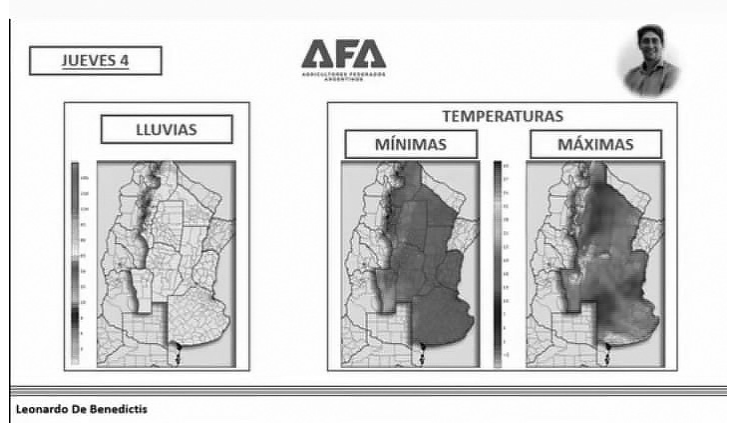 JUEVES 4
AFA
AGRICULTORES FEDERADOS
ARGENTINOS
LLUVIAS
TEMPERATURAS
MÍNIMAS
MÁXIMAS
Leonardo De Benedictis